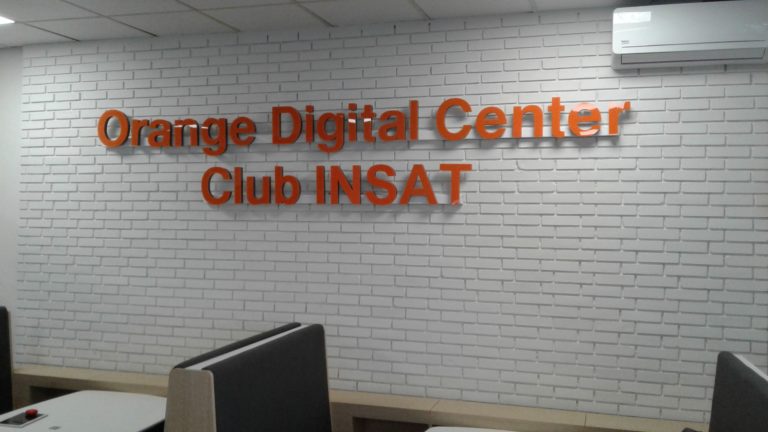 Orange Digital Center
Club INSAT